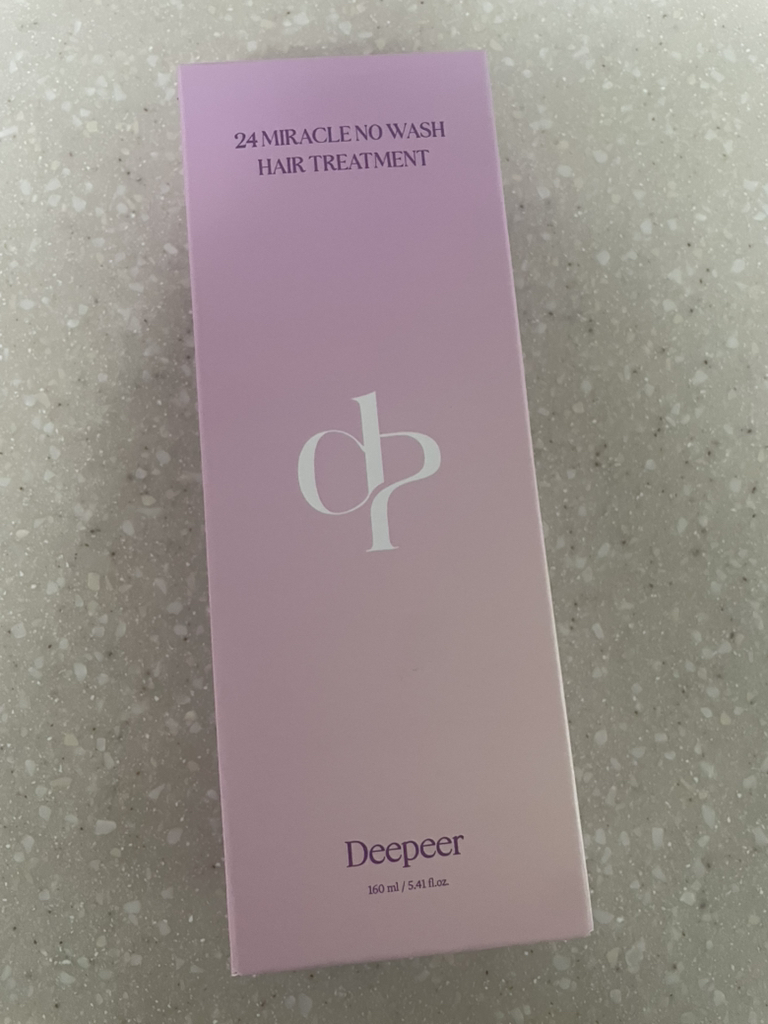 24 MIRACLE NO WASH
HAIR TREATMENT
dp
Deepeer
160 ml / 5.41 fl.oz.